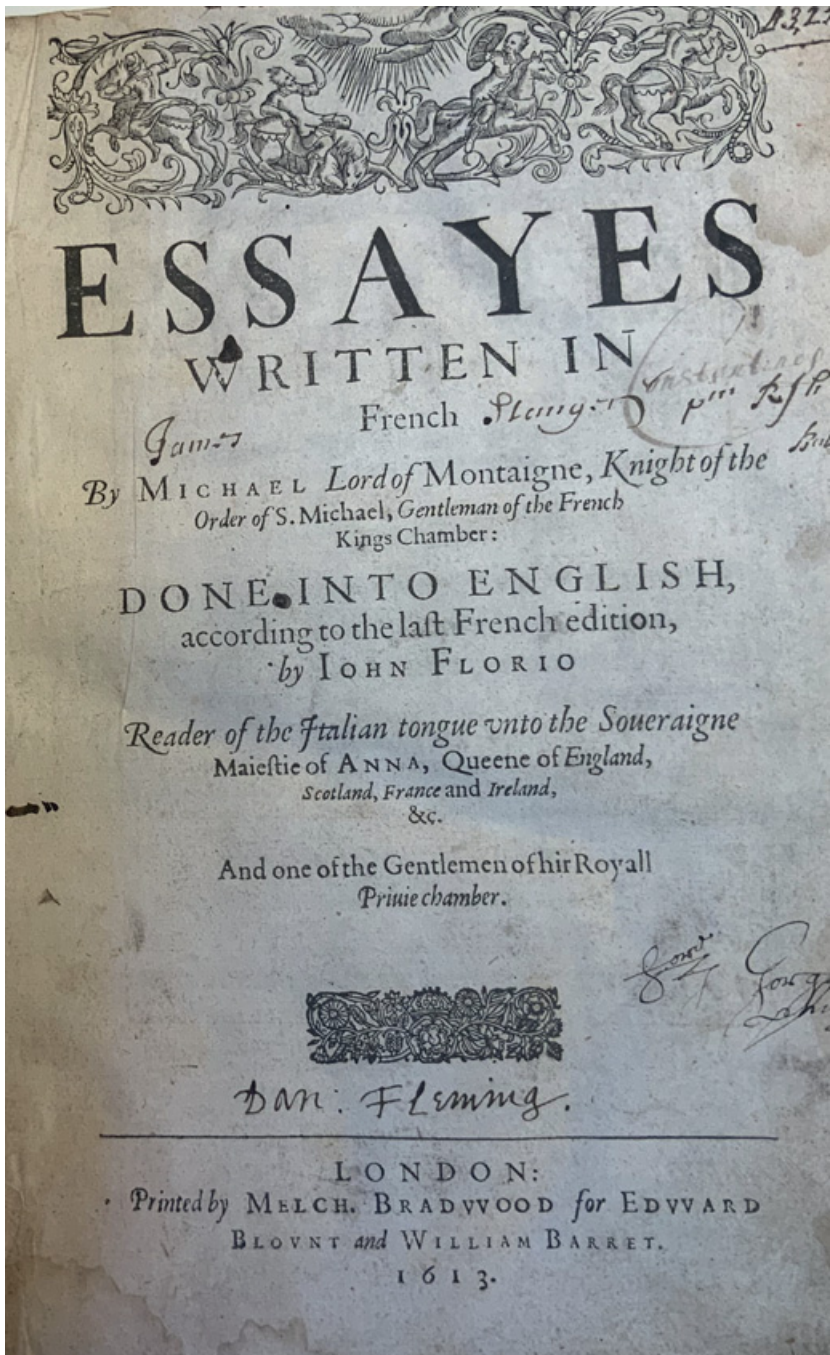 ESSAYES
WRITTEN IN
French
James
By MICHAEL Lord of Montaigne, Knight of the
Order of S. Michael, Gentleman of the French
Kings Chamber:
DONE INTO ENGLISH,
according to the laſt French edition,
by IOHN FLORIO
Reader of the Italian tongue vnto the Soueraigne
Maieſtie of ANNA, Queene of England,
Scotland, France and Ireland,
&c.
And one of the Gentlemen of hir Royall
Priuie chamber.
Dan: Fleming.
LONDON:
Printed by MELCH. BRADVVOOD for EDVVARD
BLOVNT and WILLIAM BARRET.
1613.